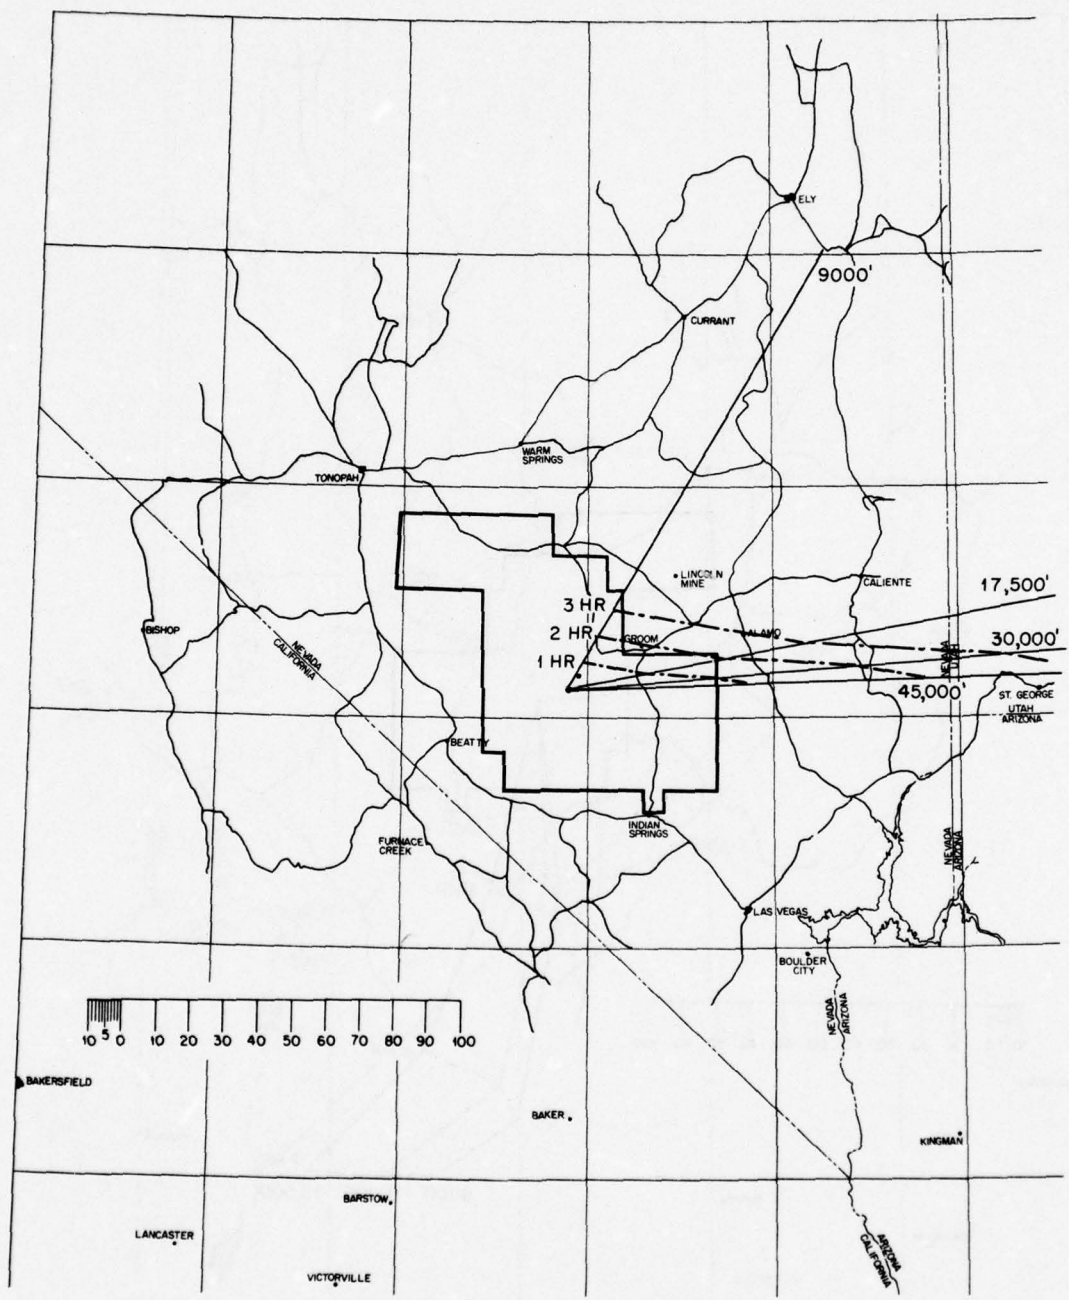 ELY
9000'
CURRANT
WARM
SPRINGS
TONOPAH
LINCOLN
MINE
CALIENTE
17,500'
3 HR
2 HR
1 HR
GROOM
ALAMO
30,000'
45,000'
NEVADA
UTAH
ST. GEORGE
UTAH
ARIZONA
BISHOP
NEVADA
CALIFORNIA
BEATTY
FURNACE
CREEK
INDIAN
SPRINGS
NEVADA
ARIZONA
LAS VEGAS
BOULDER
CITY
NEVADA
ARIZONA
10 5 0 10 20 30 40 50 60 70 80 90 100
BAKERSFIELD
BAKER
KINGMAN
BARSTOW
LANCASTER
VICTORVILLE
ARIZONA
CALIFORNIA